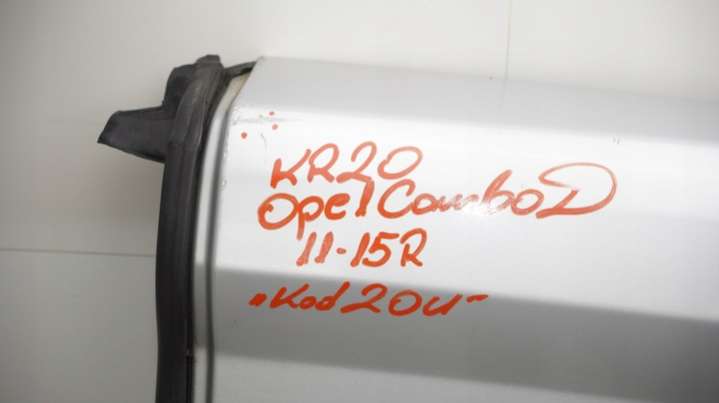 KR20
Opel Combo D
11-15R
"Kod 20U"